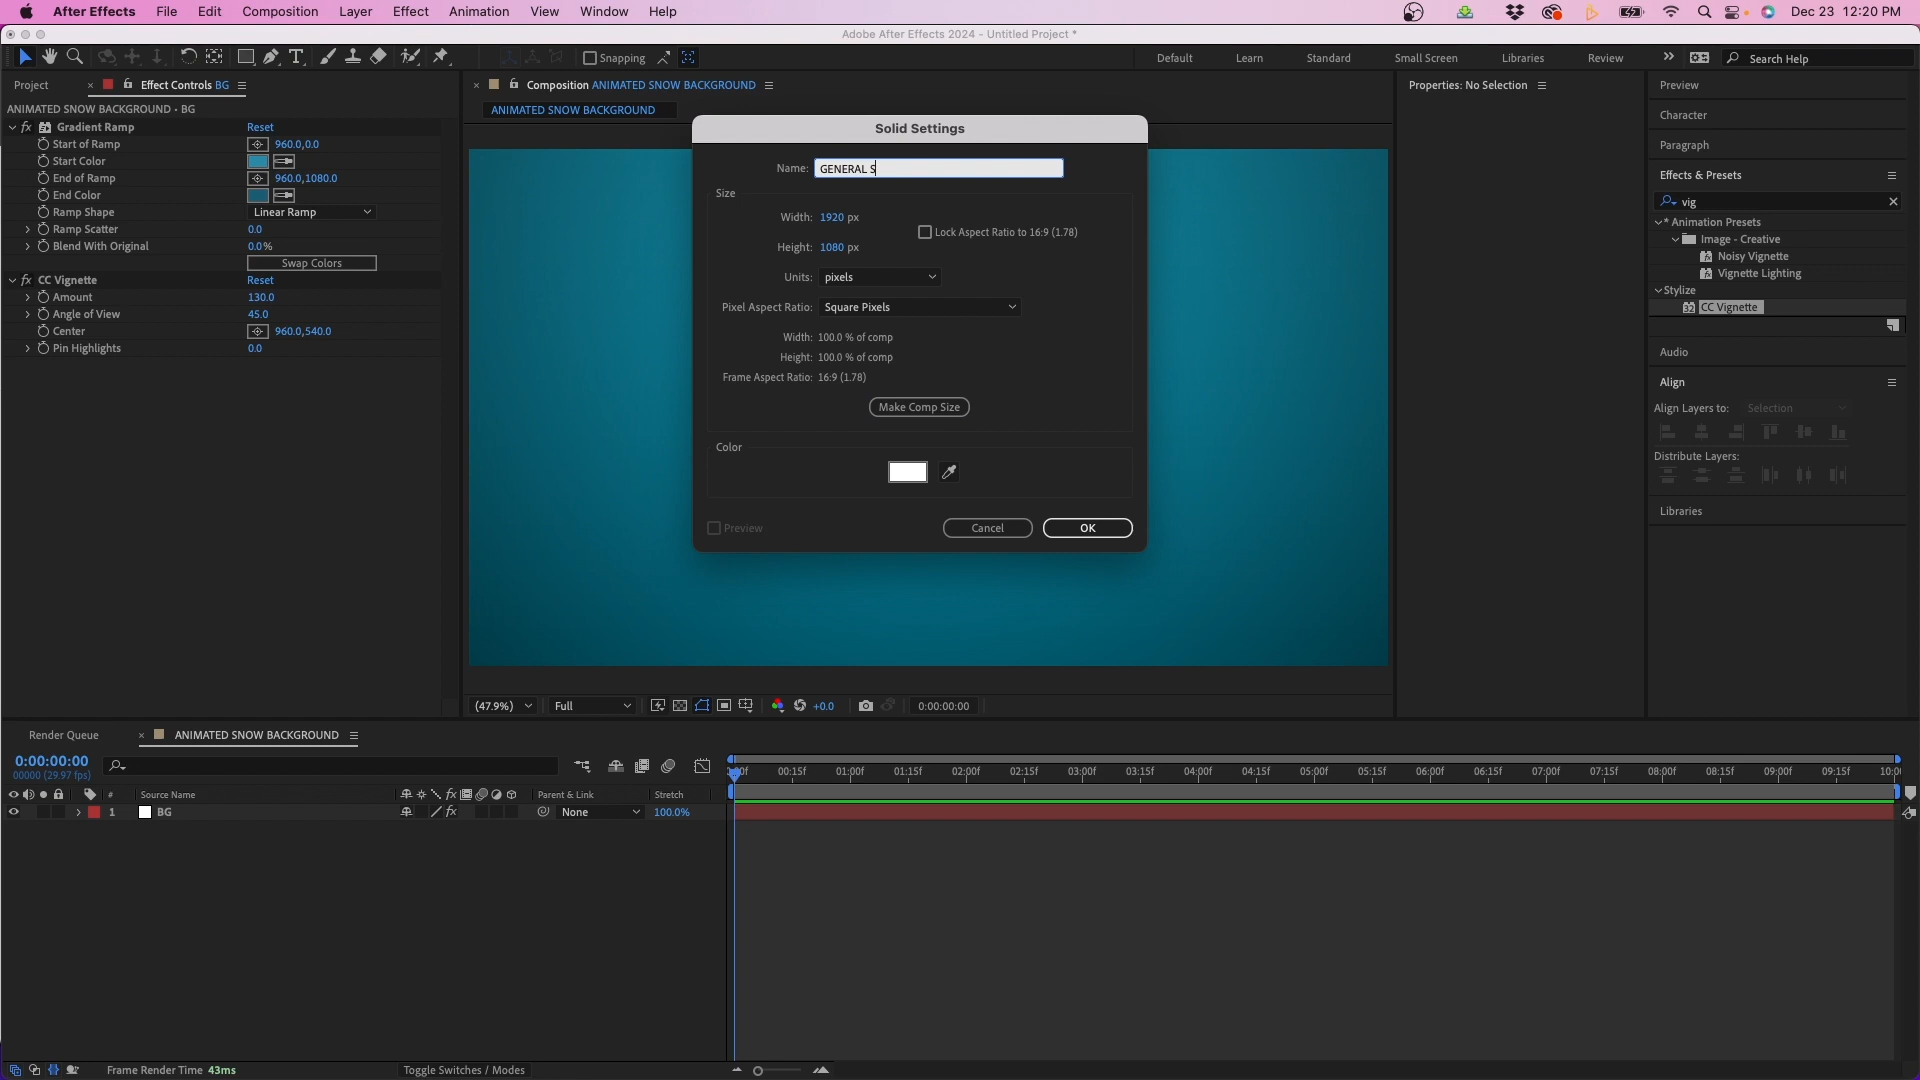 After Effects File Edit Composition Layer Effect Animation View Window Help Dec 23 12:20 PM
Adobe After Effects 2024 - Untitled Project *
Snapping Default Learn Standard Small Screen Libraries Review Search Help
Project Effect Controls BG
ANIMATED SNOW BACKGROUND • BG
fx Gradient Ramp Reset
Start of Ramp 960.0,0.0
Start Color
End of Ramp 960.0,1080.0
End Color
Ramp Shape Linear Ramp
Ramp Scatter 0.0
Blend With Original 0.0%
Swap Colors
fx CC Vignette Reset
Amount 130.0
Angle of View 45.0
Center 960.0,540.0
Pin Highlights 0.0
Composition ANIMATED SNOW BACKGROUND
ANIMATED SNOW BACKGROUND
Solid Settings
Name: GENERAL S
Size
Width: 1920 px
Lock Aspect Ratio to 16:9 (1.78)
Height: 1080 px
Units: pixels
Pixel Aspect Ratio: Square Pixels
Width: 100.0 % of comp
Height: 100.0 % of comp
Frame Aspect Ratio: 16:9 (1.78)
Make Comp Size
Color
Preview Cancel OK
(47.9%) Full +0.0 0:00:00:00
Properties: No Selection
Preview
Character
Paragraph
Effects & Presets
vig
* Animation Presets
Image - Creative
Noisy Vignette
Vignette Lighting
Stylize
32 CC Vignette
Audio
Align
Align Layers to: Selection
Distribute Layers:
Libraries
Render Queue ANIMATED SNOW BACKGROUND
0:00:00:00
00000 (29.97 fps)
00:15f 01:00f 01:15f 02:00f 02:15f 03:00f 03:15f 04:00f 04:15f 05:00f 05:15f 06:00f 06:15f 07:00f 07:15f 08:00f 08:15f 09:00f 09:15f
# Source Name fx Parent & Link Stretch
1 BG fx None 100.0%
Frame Render Time 43ms Toggle Switches / Modes